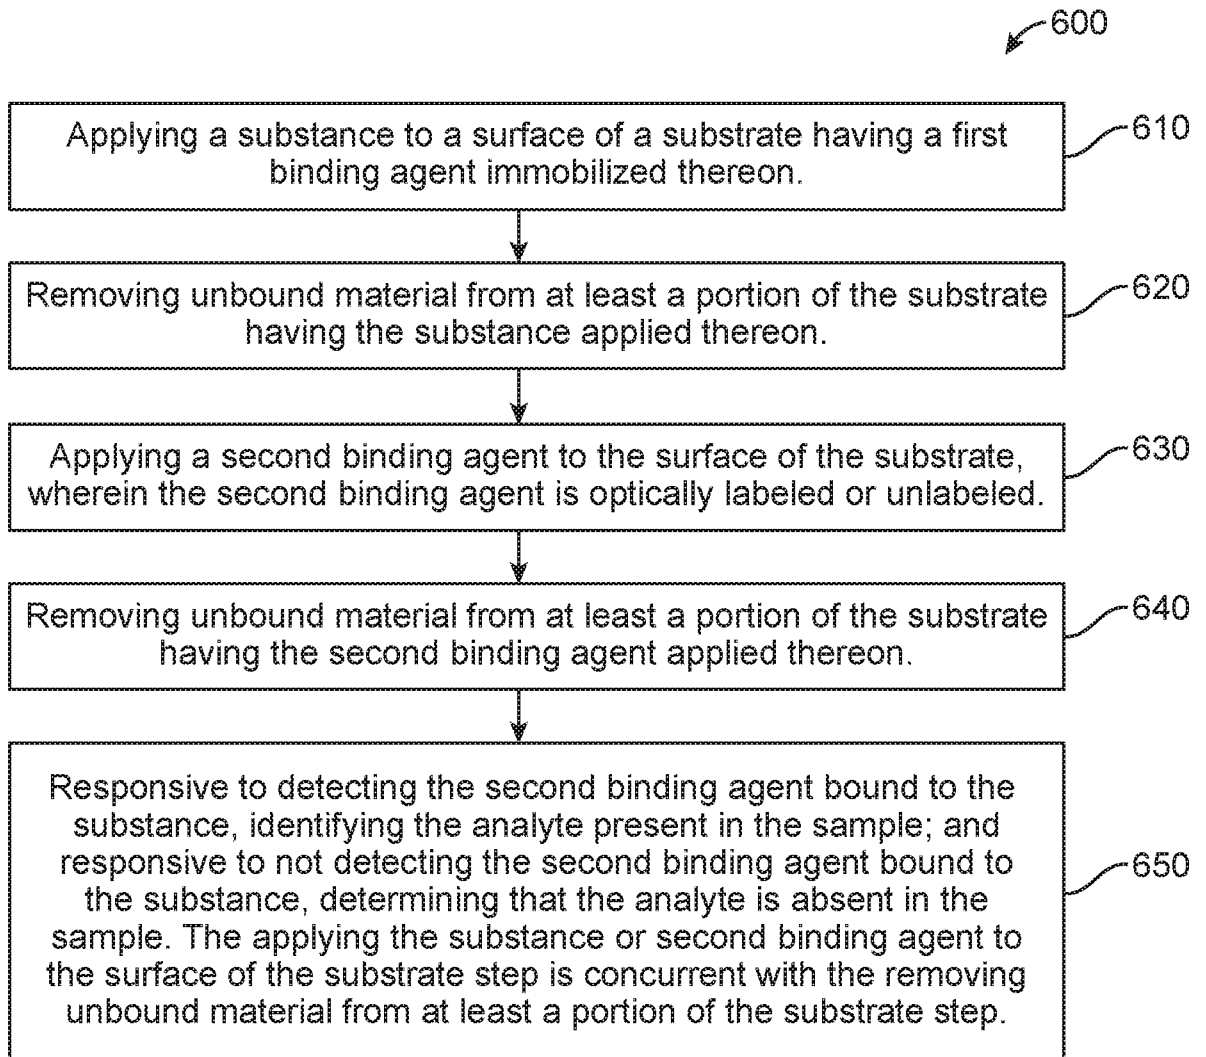 600
Applying a substance to a surface of a substrate having a first
binding agent immobilized thereon.
610
Removing unbound material from at least a portion of the substrate
having the substance applied thereon.
620
Applying a second binding agent to the surface of the substrate,
wherein the second binding agent is optically labeled or unlabeled.
630
Removing unbound material from at least a portion of the substrate
having the second binding agent applied thereon.
640
Responsive to detecting the second binding agent bound to the
substance, identifying the analyte present in the sample; and
responsive to not detecting the second binding agent bound to
the substance, determining that the analyte is absent in the
sample. The applying the substance or second binding agent to
the surface of the substrate step is concurrent with the removing
unbound material from at least a portion of the substrate step.
650